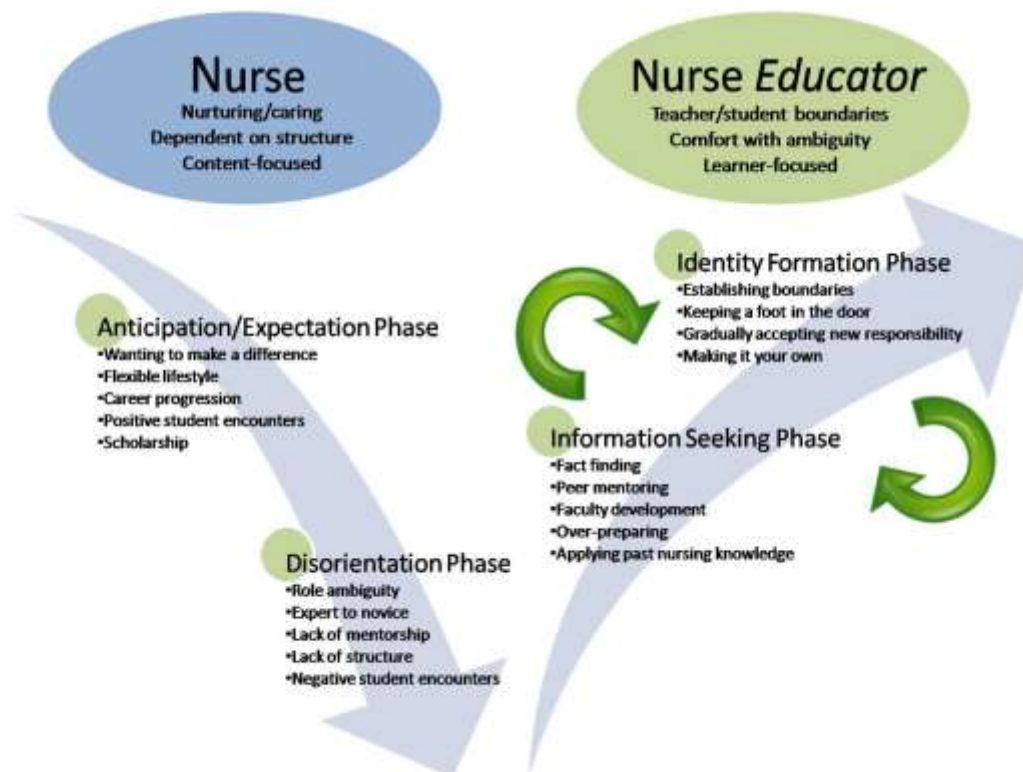 Nurse
Nurturing/caring
Dependent on structure
Content-focused
Nurse Educator
Teacher/student boundaries
Comfort with ambiguity
Learner-focused
Anticipation/Expectation Phase
•Wanting to make a difference
•Flexible lifestyle
•Career progression
•Positive student encounters
•Scholarship
Disorientation Phase
•Role ambiguity
•Expert to novice
•Lack of mentorship
•Lack of structure
•Negative student encounters
Identity Formation Phase
•Establishing boundaries
•Keeping a foot in the door
•Gradually accepting new responsibility
•Making it your own
Information Seeking Phase
•Fact finding
•Peer mentoring
•Faculty development
•Over-preparing
•Applying past nursing knowledge